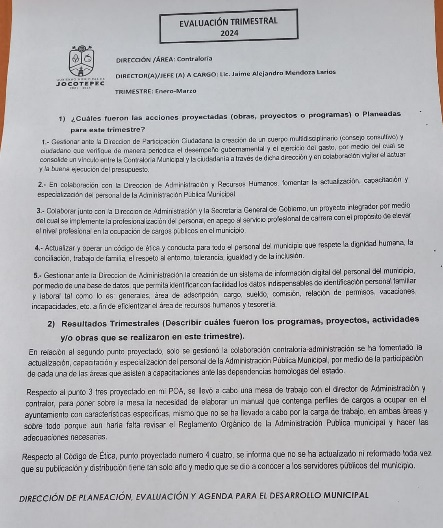 EVALUACIÓN TRIMESTRAL
2024
JOCOTEPEC
DIRECCIÓN /ÁREA: Contraloría
DIRECTOR(A)/JEFE (A) A CARGO: Lic. Jaime Alejandro Mendoza Larios
TRIMESTRE: Enero-Marzo
1) ¿Cuáles fueron las acciones proyectadas (obras, proyectos o programas) o Planeadas
para este trimestre?
1.- Gestionar ante la Dirección de Participación Ciudadana la creación de un cuerpo multidisciplinario (consejo consultivo) y
ciudadano que verifique de manera periódica el desempeño gubernamental y el ejercicio del gasto, por medio del cual se
consolide un vínculo entre la Contraloría Municipal y la ciudadanía a través de dicha dirección y en colaboración vigilar el actuar
y la buena ejecución del presupuesto.
2.- En colaboración con la Dirección de Administración y Recursos Humanos, fomentar la actualización, capacitación y
especialización del personal de la Administración Pública Municipal
3.- Colaborar junto con la Dirección de Administración y la Secretaría General de Gobierno, un proyecto integrador por medio
del cual se implemente la profesionalización del personal, en apego al servicio profesional de carrera con el propósito de elevar
el nivel profesional en la ocupación de cargos públicos en el municipio.
4.- Actualizar y operar un código de ética y conducta para todo el personal del municipio que respete la dignidad humana, la
conciliación, trabajo de familia, el respeto al entorno, tolerancia, igualdad y de la inclusión.
5.- Gestionar ante la Dirección de Administración la creación de un sistema de información digital del personal del municipio,
por medio de una base de datos, que permita identificar con facilidad los datos indispensables de identificación personal familiar
y laboral tal como lo es: generales, área de adscripción, cargo, sueldo, comisión, relación de permisos, vacaciones,
incapacidades, etc. a fin de eficientizar el área de recursos humanos y tesorería.
2) Resultados Trimestrales (Describir cuáles fueron los programas, proyectos, actividades
y/o obras que se realizaron en este trimestre).
En relación al segundo punto proyectado, solo se gestionó la colaboración contraloría-administración se ha fomentado la
actualización, capacitación y especialización del personal de la Administración Pública Municipal, por medio de la participación
de cada una de las áreas que asisten a capacitaciones ante las dependencias homologas del estado.
Respecto al punto 3 tres proyectado en mi POA, se llevó a cabo una mesa de trabajo con el director de Administración y
contralor, para poner sobre la mesa la necesidad de elaborar un manual que contenga perfiles de cargos a ocupar en el
ayuntamiento con características específicas, mismo que no se ha llevado a cabo por la carga de trabajo, en ambas áreas y
sobre todo porque aun haría falta revisar el Reglamento Orgánico de la Administración Pública municipal y hacer las
adecuaciones necesarias.
Respecto al Código de Ética, punto proyectado numero 4 cuatro, se informa que no se ha actualizado ni reformado toda vez
que su publicación y distribución tiene tan solo año y medio que se dio a conocer a los servidores públicos del municipio.
DIRECCIÓN DE PLANEACIÓN, EVALUACIÓN Y AGENDA PARA EL DESARROLLO MUNICIPAL